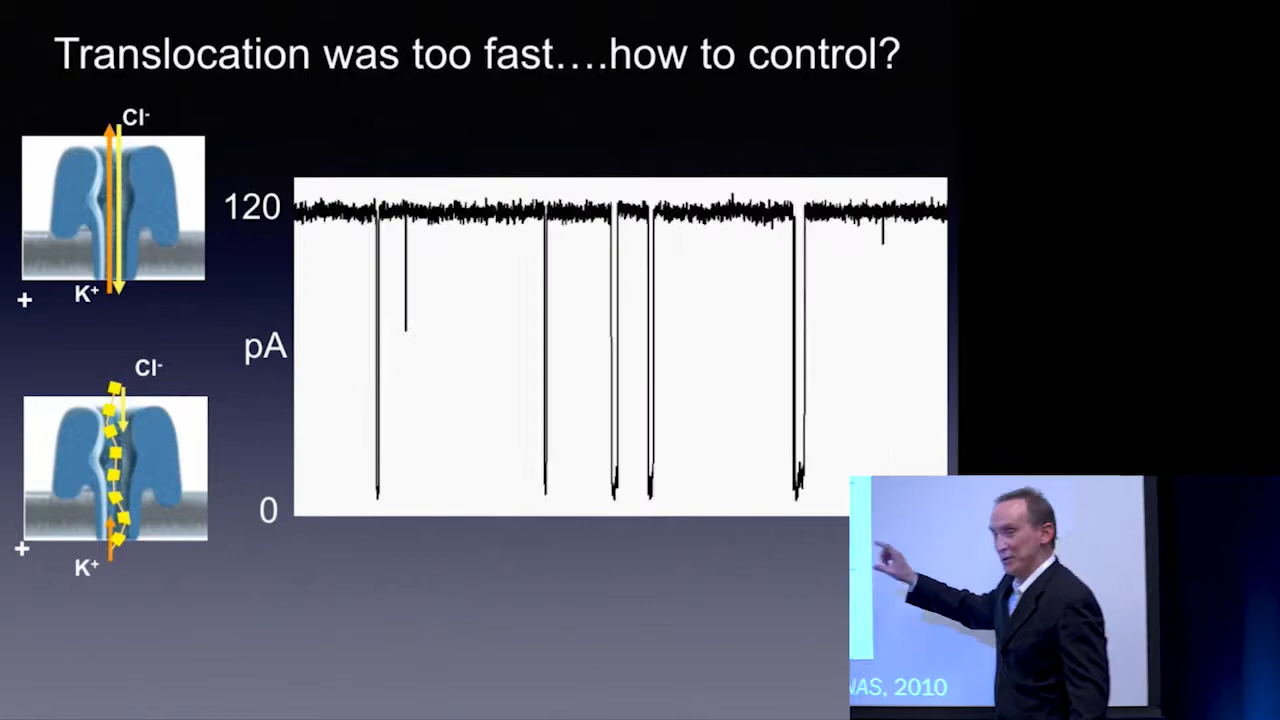 Translocation was too fast....how to control?
Cl-
120
K+
+
pA
Cl-
0
+
K+
NAS, 2010